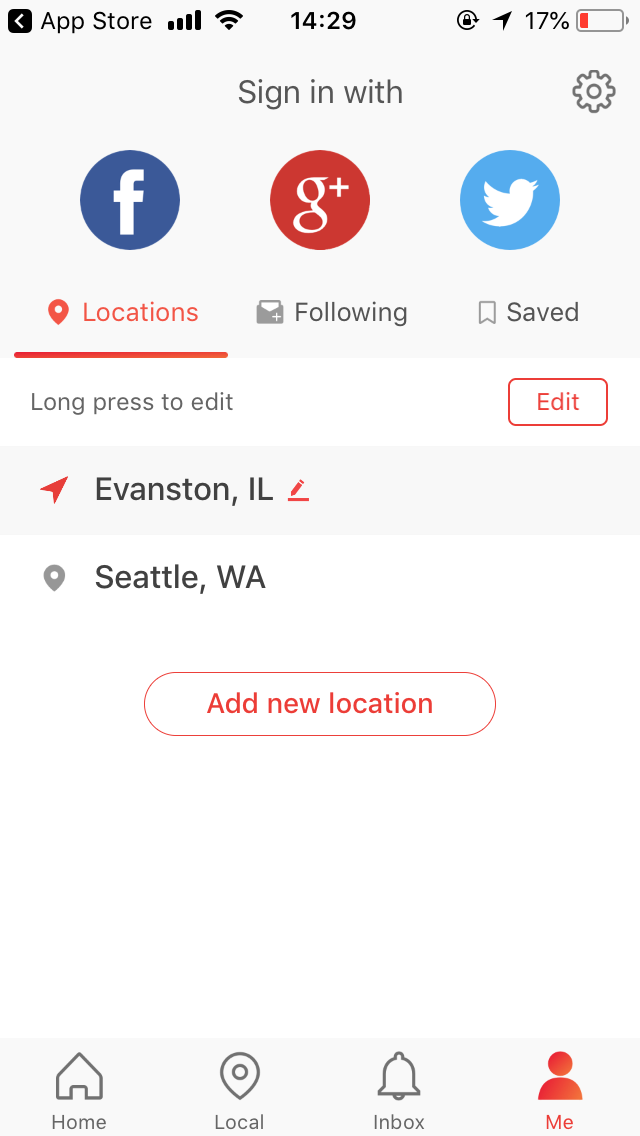 App Store 14:29 17%
Sign in with
f g+
Locations Following Saved
Long press to edit Edit
Evanston, IL
Seattle, WA
Add new location
Home Local Inbox Me